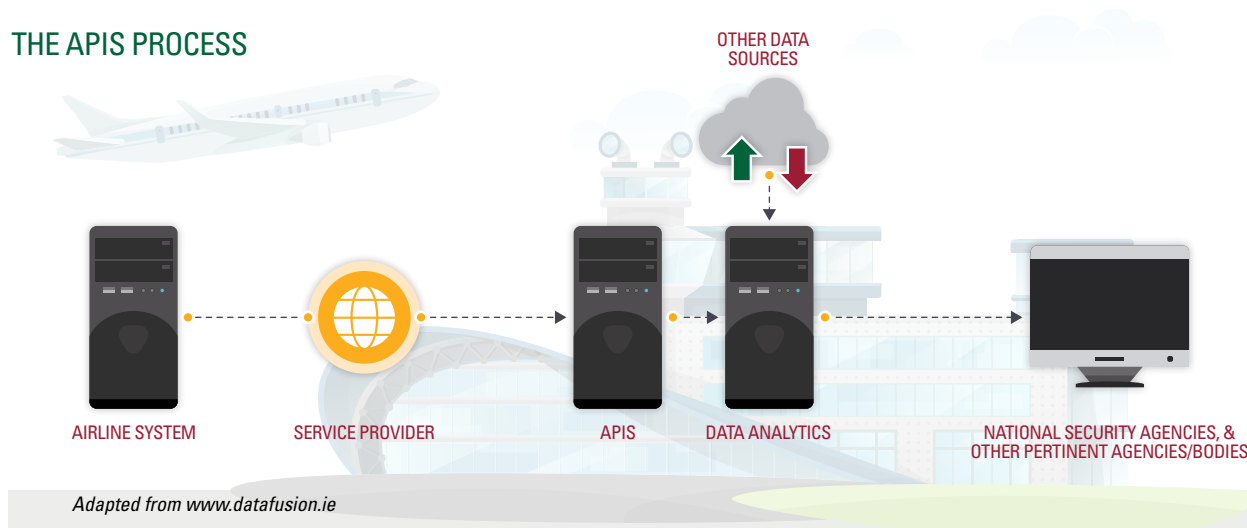 THE APIS PROCESS
OTHER DATA
SOURCES
AIRLINE SYSTEM
SERVICE PROVIDER
APIS
DATA ANALYTICS
NATIONAL SECURITY AGENCIES, &
OTHER PERTINENT AGENCIES/BODIES
Adapted from www.datafusion.ie